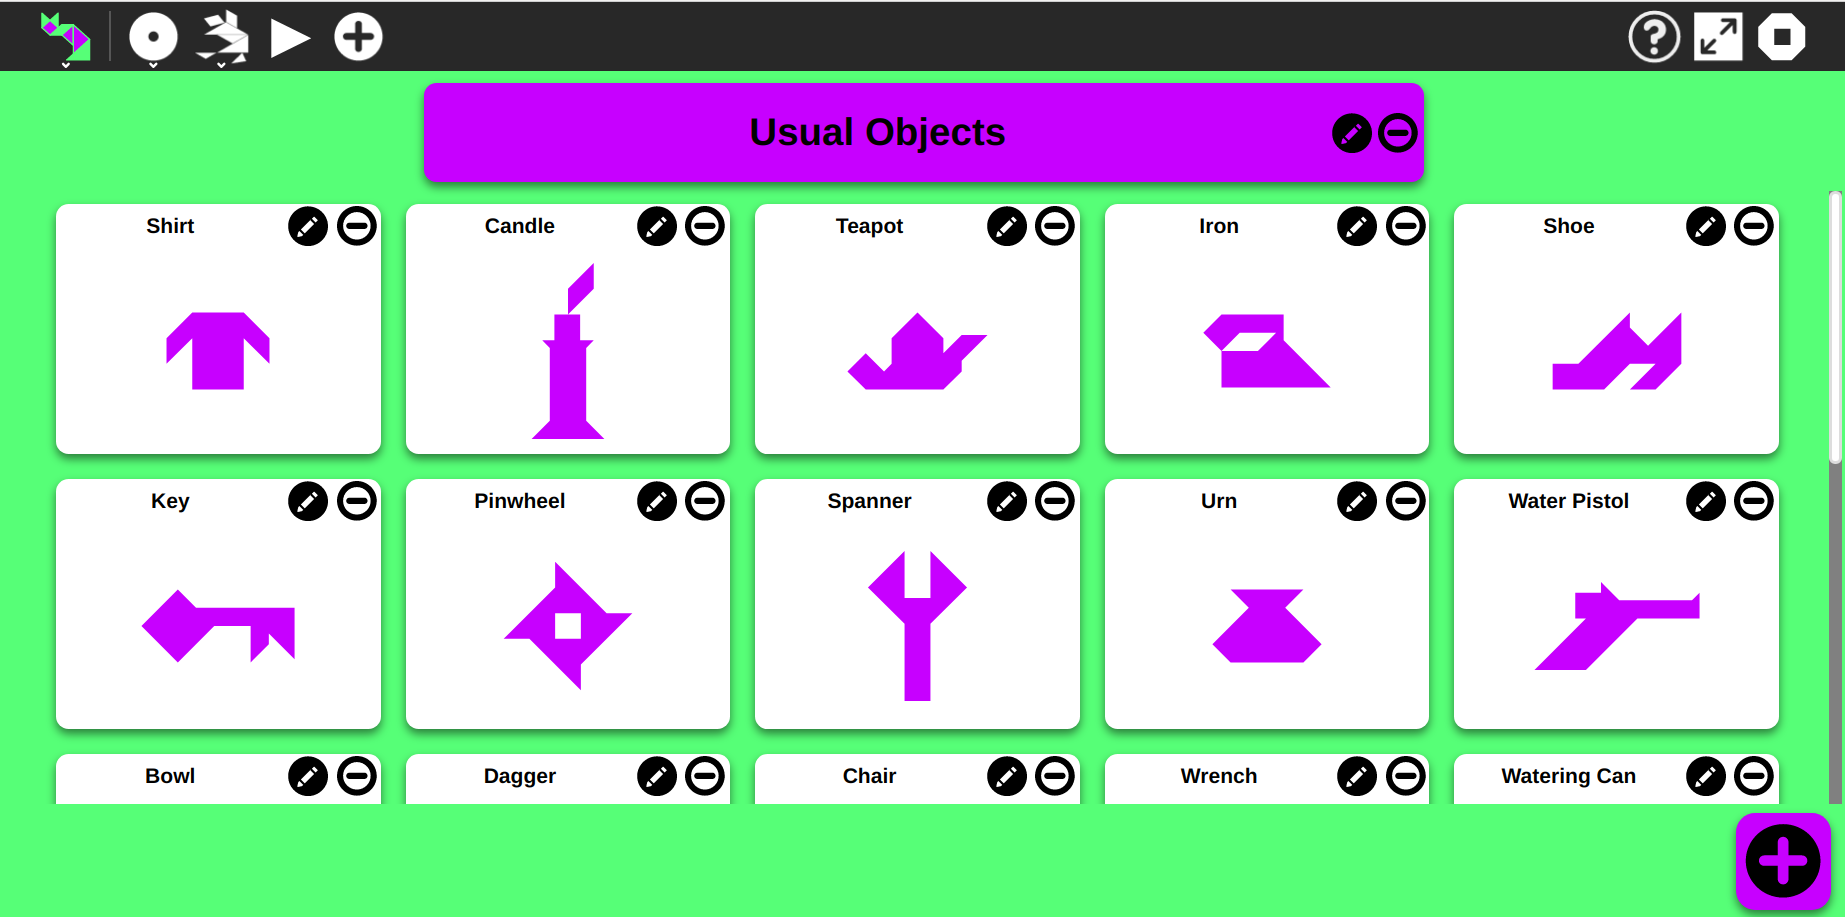 Usual Objects
Shirt
Candle
Teapot
Iron
Shoe
Key
Pinwheel
Spanner
Urn
Water Pistol
Bowl
Dagger
Chair
Wrench
Watering Can